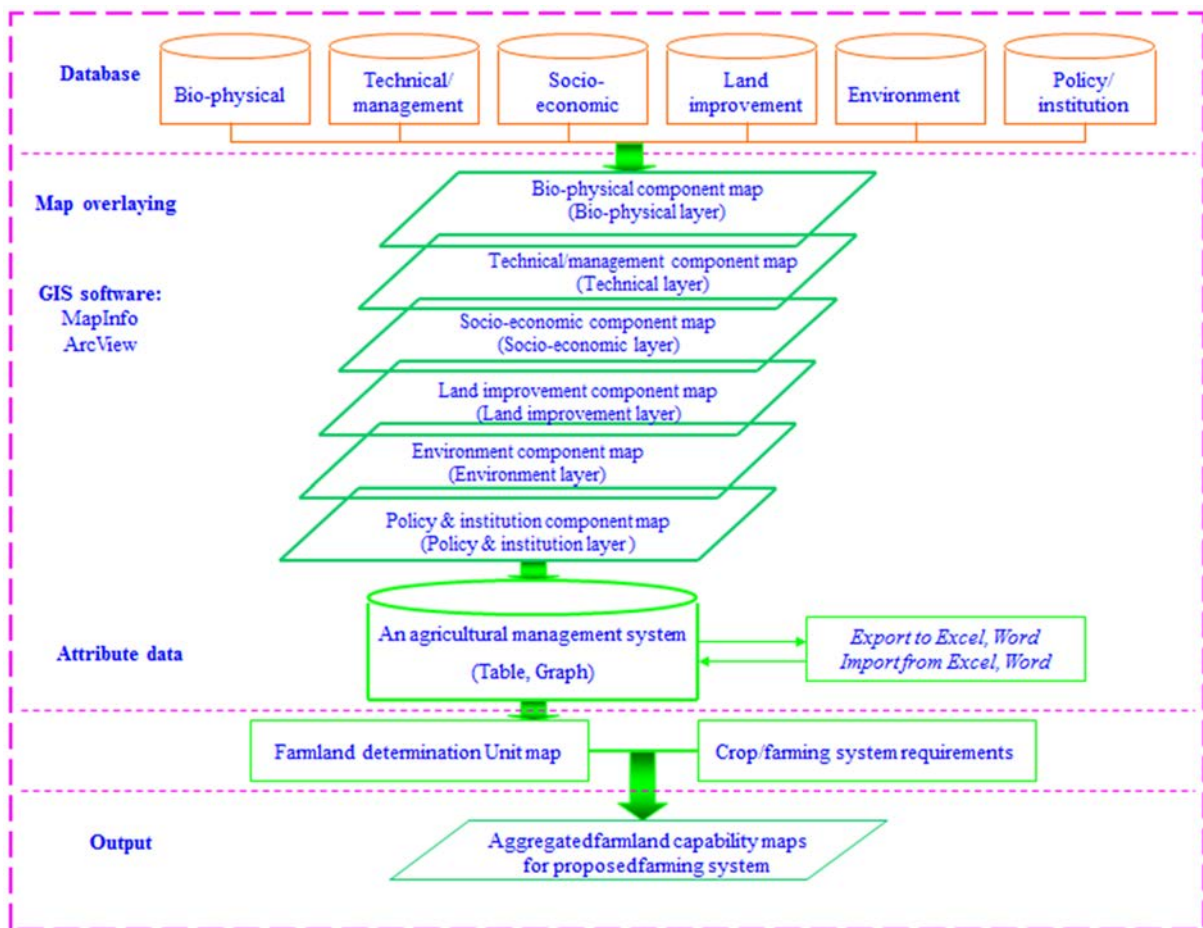 Database
Bio-physical
Technical/
management
Socio-
economic
Land
improvement
Environment
Policy/
institution
Map overlaying
GIS software:
MapInfo
ArcView
Bio-physical component map
(Bio-physical layer)
Technical/management component map
(Technical layer)
Socio-economic component map
(Socio-economic layer)
Land improvement component map
(Land improvement layer)
Environment component map
(Environment layer)
Policy & institution component map
(Policy & institution layer )
Attribute data
An agricultural management system
(Table, Graph)
Export to Excel, Word
Import from Excel, Word
Farmland determination Unit map
Crop/farming system requirements
Output
Aggregated farmland capability maps
for proposed farming system